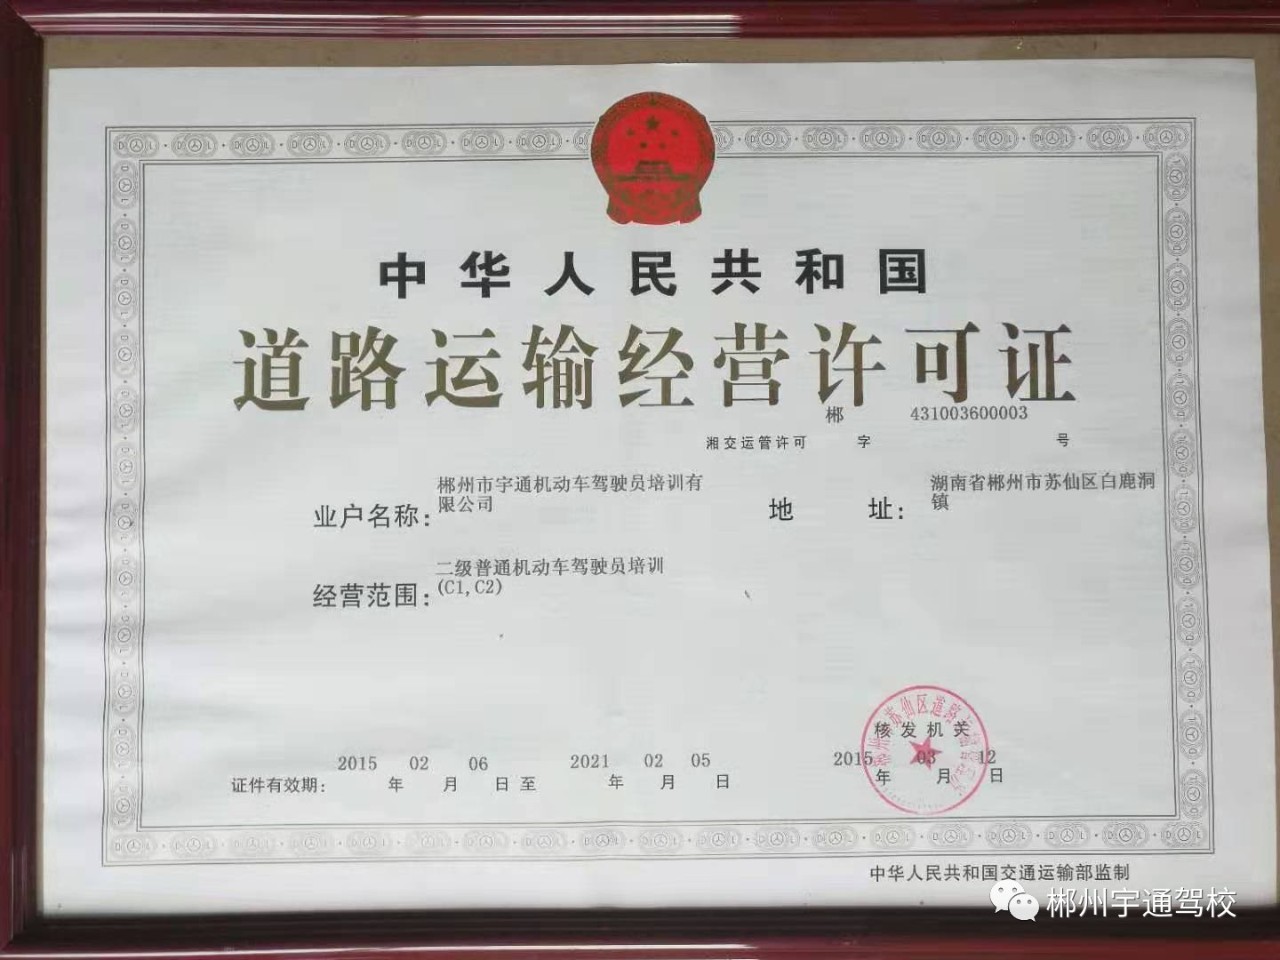 中华人民共和国
道路运输经营许可证
郴 431003600003
湘交运管许可 字 号
郴州市宇通机动车驾驶员培训有
限公司
业户名称:
湖南省郴州市苏仙区白鹿洞
镇
地 址:
二级普通机动车驾驶员培训
(C1,C2)
经营范围:
核发机关
2015 02 06 2021 02 05 2015 03 12
证件有效期: 年 月 日 至 年 月 日 年 月 日
中华人民共和国交通运输部监制
郴州宇通驾校